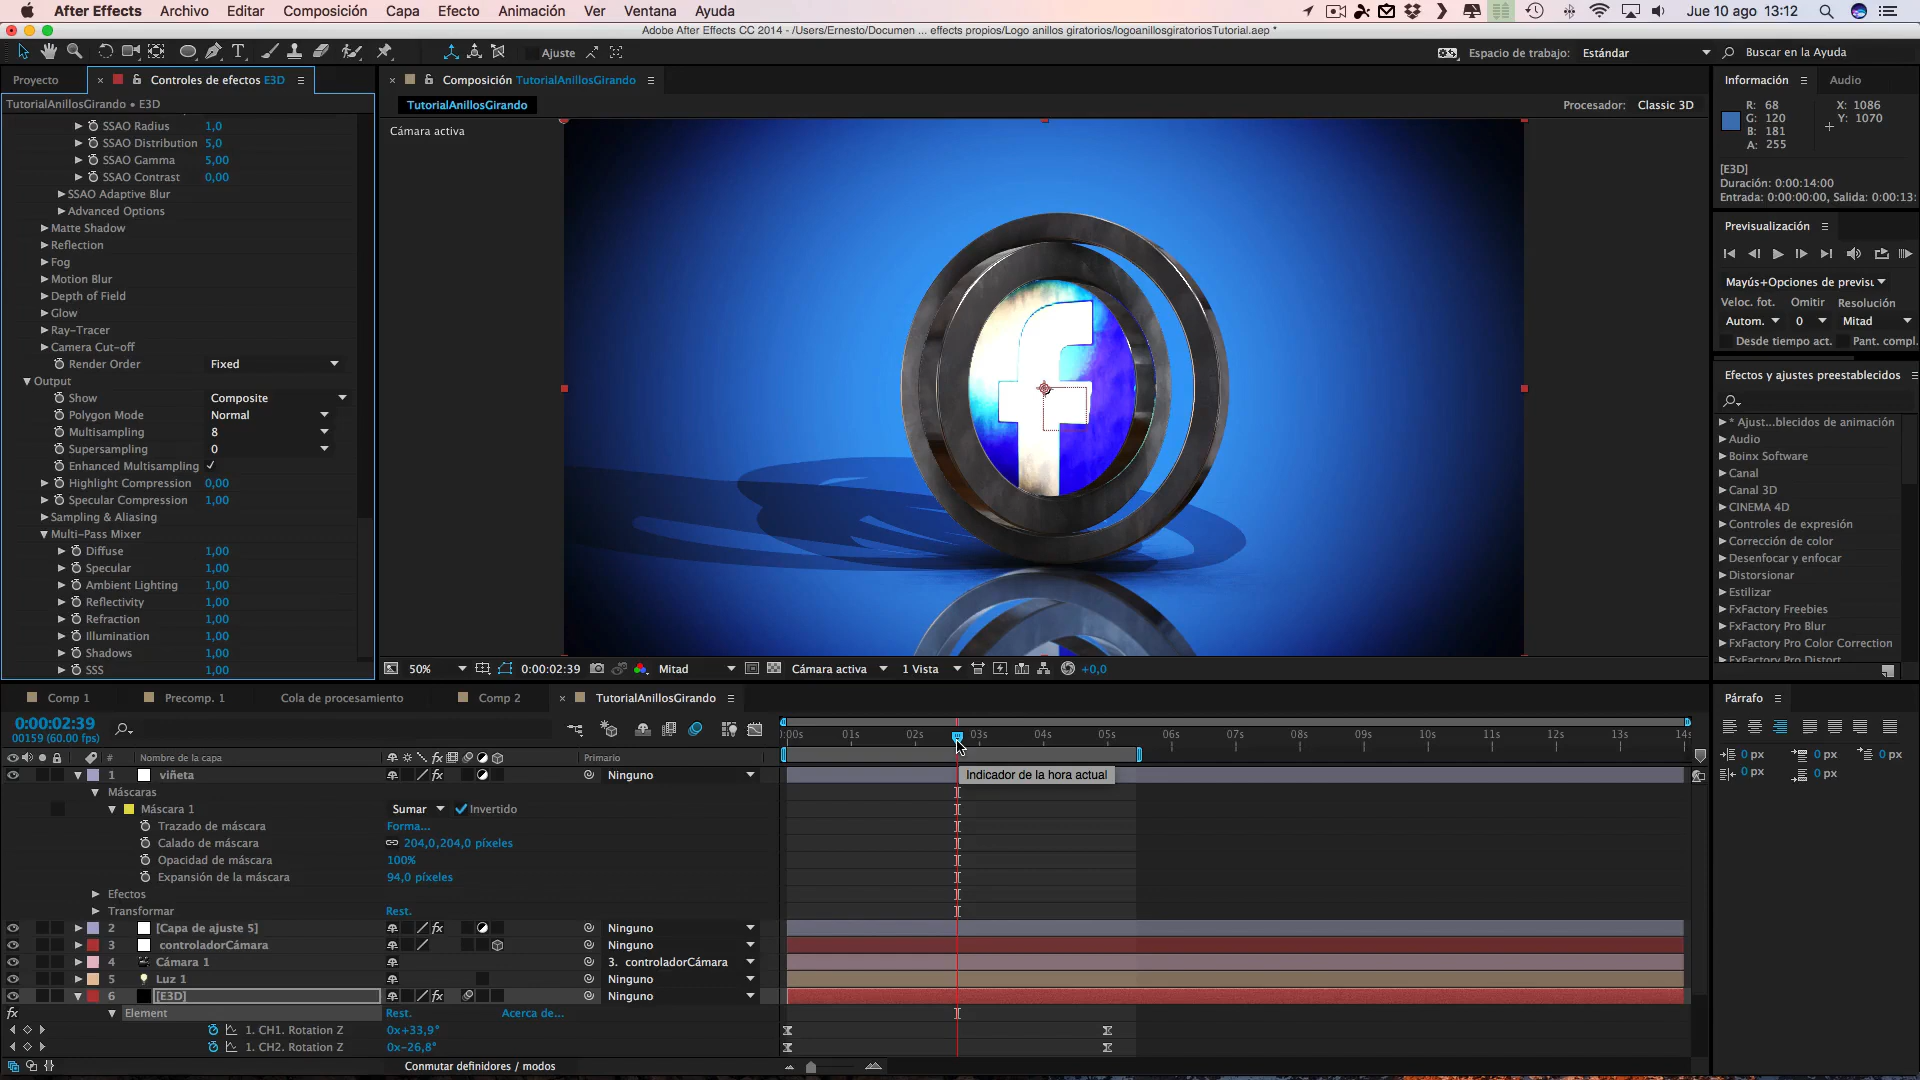 After Effects Archivo Editar Composición Capa Efecto Animación Ver Ventana Ayuda Jue 10 ago 13:12
Adobe After Effects CC 2014 - /Users/Ernesto/Documen ... effects propios/Logo anillos giratorios/logoanillosgiratoriosTutorial.aep *
Ajuste Espacio de trabajo: Estándar Buscar en la Ayuda
Proyecto Controles de efectos E3D
TutorialAnillosGirando • E3D
SSAO Radius 1,0
SSAO Distribution 5,0
SSAO Gamma 5,00
SSAO Contrast 0,00
SSAO Adaptive Blur
Advanced Options
Matte Shadow
Reflection
Fog
Motion Blur
Depth of Field
Glow
Ray-Tracer
Camera Cut-off
Render Order Fixed
Output
Show Composite
Polygon Mode Normal
Multisampling 8
Supersampling 0
Enhanced Multisampling
Highlight Compression 0,00
Specular Compression 1,00
Sampling & Aliasing
Multi-Pass Mixer
Diffuse 1,00
Specular 1,00
Ambient Lighting 1,00
Reflectivity 1,00
Refraction 1,00
Illumination 1,00
Shadows 1,00
SSS 1,00
Composición TutorialAnillosGirando
TutorialAnillosGirando
Procesador: Classic 3D
Cámara activa
f
50% 0:00:02:39 Mitad Cámara activa 1 Vista +0,0
Información Audio
R: 68 X: 1086
G: 120 Y: 1070
B: 181
A: 255
[E3D]
Duración: 0:00:14:00
Entrada: 0:00:00:00, Salida: 0:00:13:
Previsualización
Mayús+Opciones de previsu
Veloc. fot. Omitir Resolución
Autom. 0 Mitad
Desde tiempo act. Pant. compl.
Efectos y ajustes preestablecidos
* Ajust...blecidos de animación
Audio
Boinx Software
Canal
Canal 3D
CINEMA 4D
Controles de expresión
Corrección de color
Desenfocar y enfocar
Distorsionar
Estilizar
FxFactory Freebies
FxFactory Pro Blur
FxFactory Pro Color Correction
FxFactory Pro Distort
Párrafo
0 px 0 px 0 px
0 px 0 px
Comp 1 Precomp. 1 Cola de procesamiento Comp 2 TutorialAnillosGirando
0:00:02:39
00159 (60.00 fps)
:00s 01s 02s 03s 04s 05s 06s 07s 08s 09s 10s 11s 12s 13s 14s
# Nombre de la capa Primario
Indicador de la hora actual
1 viñeta Ninguno
Máscaras
Máscara 1 Sumar Invertido
Trazado de máscara Forma...
Calado de máscara 204,0,204,0 píxeles
Opacidad de máscara 100%
Expansión de la máscara 94,0 píxeles
Efectos
Transformar Rest.
2 [Capa de ajuste 5] Ninguno
3 controladorCámara Ninguno
4 Cámara 1 3. controladorCámara
5 Luz 1 Ninguno
6 [E3D] Ninguno
fx Element Rest. Acerca de...
1. CH1. Rotation Z 0x+33,9°
1. CH2. Rotation Z 0x-26,8°
Conmutar definidores / modos